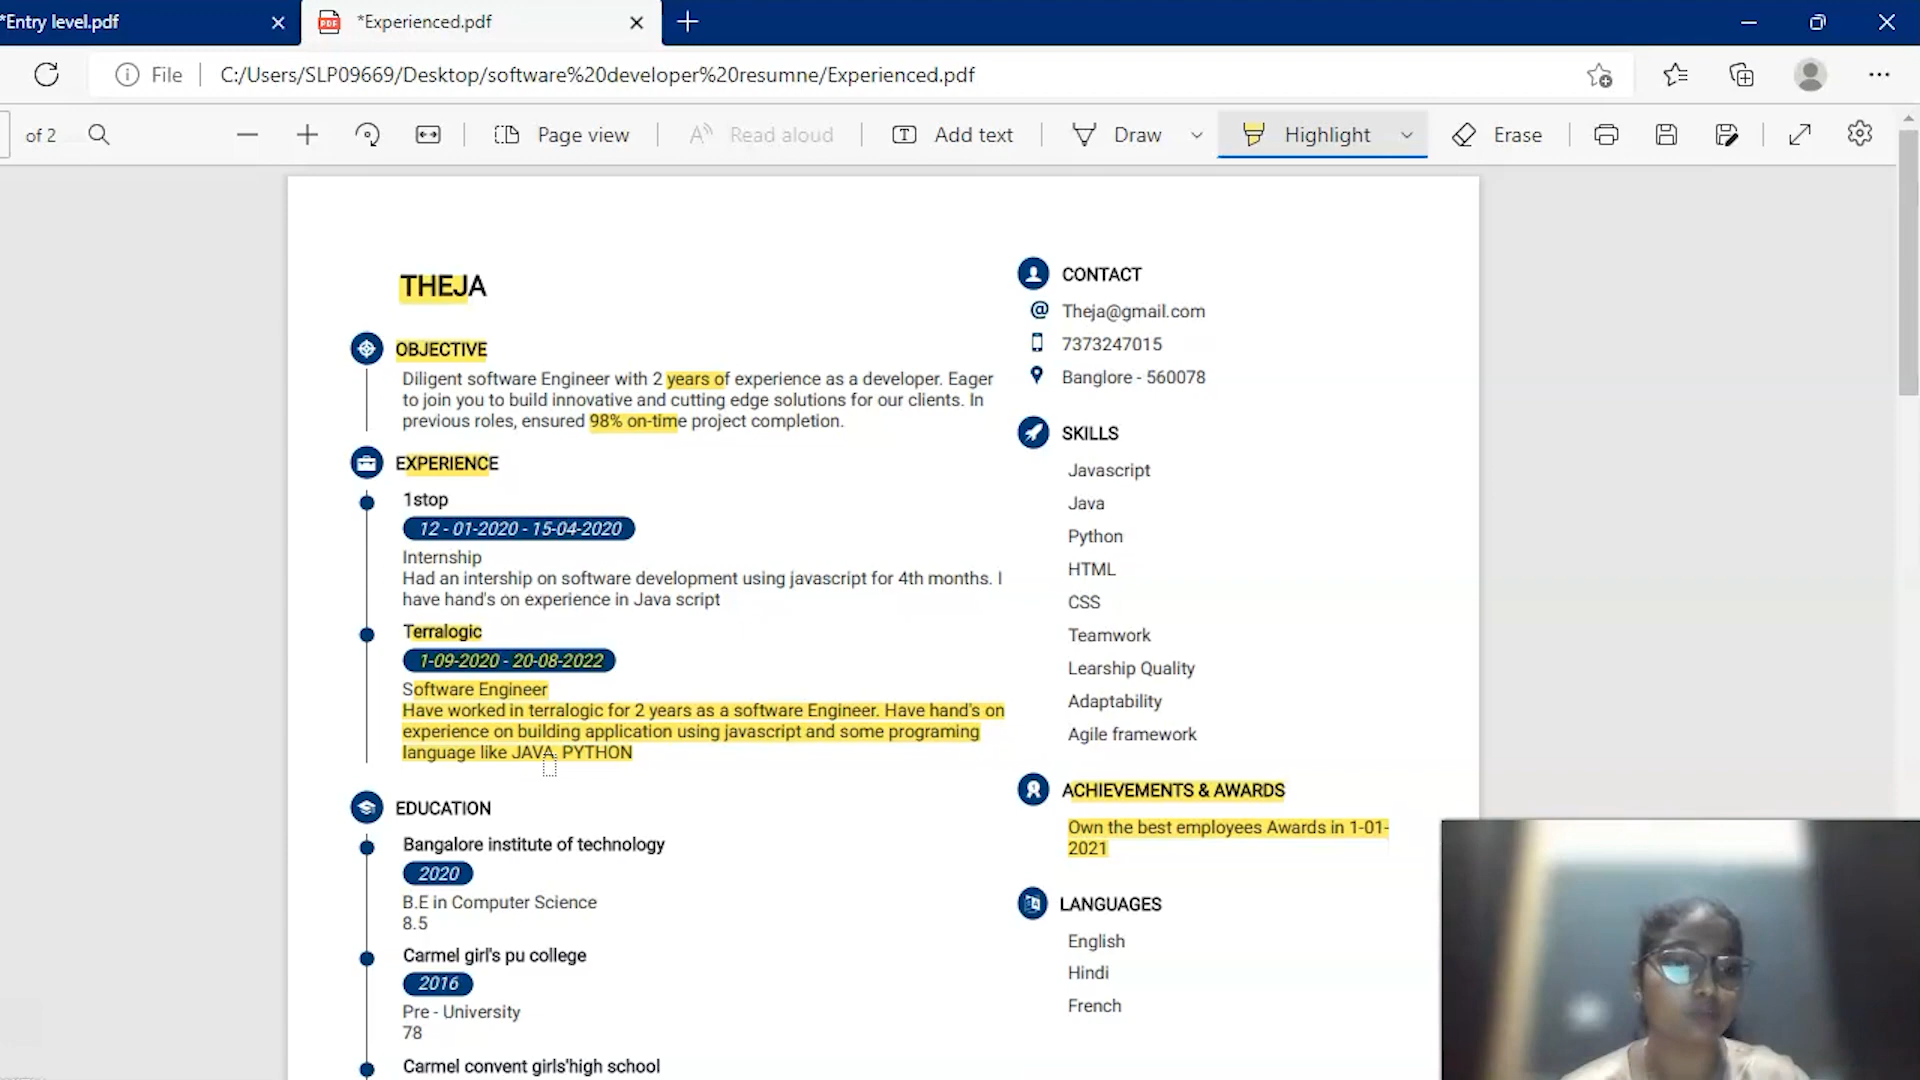 *Entry level.pdf
*Experienced.pdf
File
C:/Users/SLP09669/Desktop/software%20developer%20resumne/Experienced.pdf
of 2
Page view
Read aloud
Add text
Draw
Highlight
Erase
THEJA
OBJECTIVE
Diligent software Engineer with 2 years of experience as a developer. Eager
to join you to build innovative and cutting edge solutions for our clients. In
previous roles, ensured 98% on-time project completion.
EXPERIENCE
1stop
12 - 01-2020 - 15-04-2020
Internship
Had an intership on software development using javascript for 4th months. I
have hand's on experience in Java script
Terralogic
1-09-2020 - 20-08-2022
Software Engineer
Have worked in terralogic for 2 years as a software Engineer. Have hand's on
experience on building application using javascript and some programing
language like JAVA, PYTHON
EDUCATION
Bangalore institute of technology
2020
B.E in Computer Science
8.5
Carmel girl's pu college
2016
Pre - University
78
Carmel convent girls'high school
CONTACT
Theja@gmail.com
7373247015
Banglore - 560078
SKILLS
Javascript
Java
Python
HTML
CSS
Teamwork
Learship Quality
Adaptability
Agile framework
ACHIEVEMENTS & AWARDS
Own the best employees Awards in 1-01-
2021
LANGUAGES
English
Hindi
French